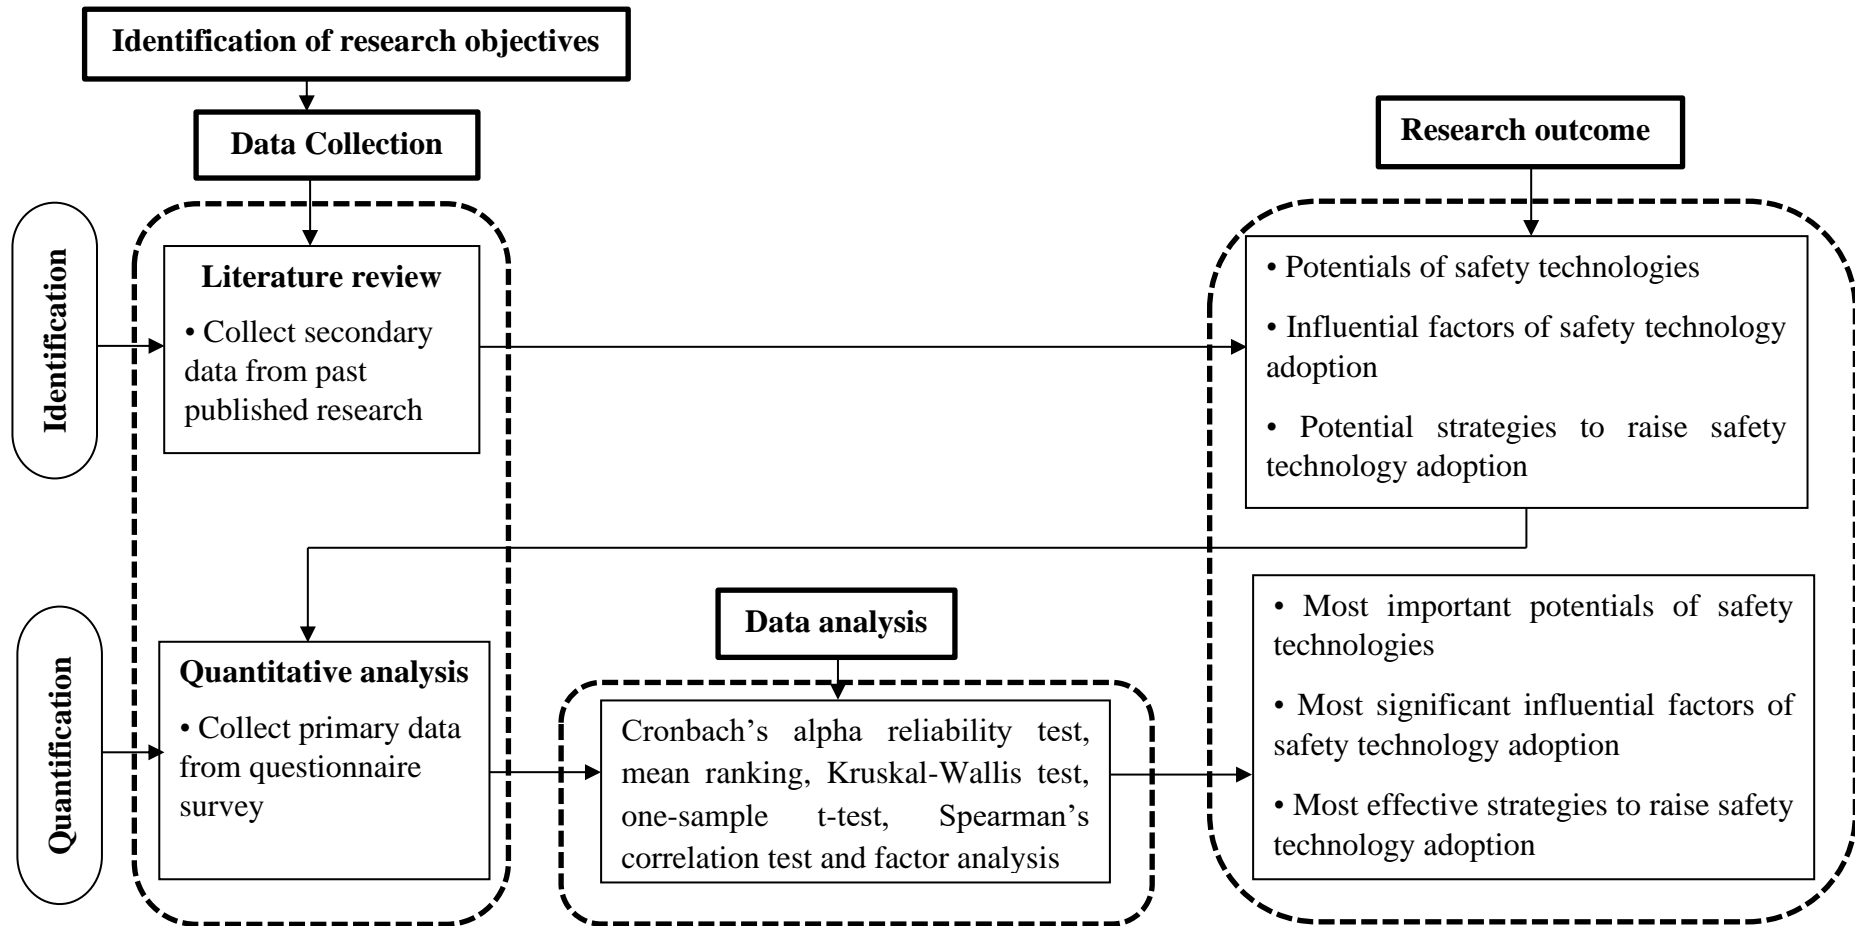 Identification of research objectives
Data Collection
Research outcome
Identification
Literature review
• Collect secondary
data from past
published research
• Potentials of safety technologies
• Influential factors of safety technology
adoption
• Potential strategies to raise safety
technology adoption
Quantification
Quantitative analysis
• Collect primary data
from questionnaire
survey
Data analysis
Cronbach’s alpha reliability test,
mean ranking, Kruskal-Wallis test,
one-sample t-test, Spearman’s
correlation test and factor analysis
• Most important potentials of safety
technologies
• Most significant influential factors of
safety technology adoption
• Most effective strategies to raise safety
technology adoption